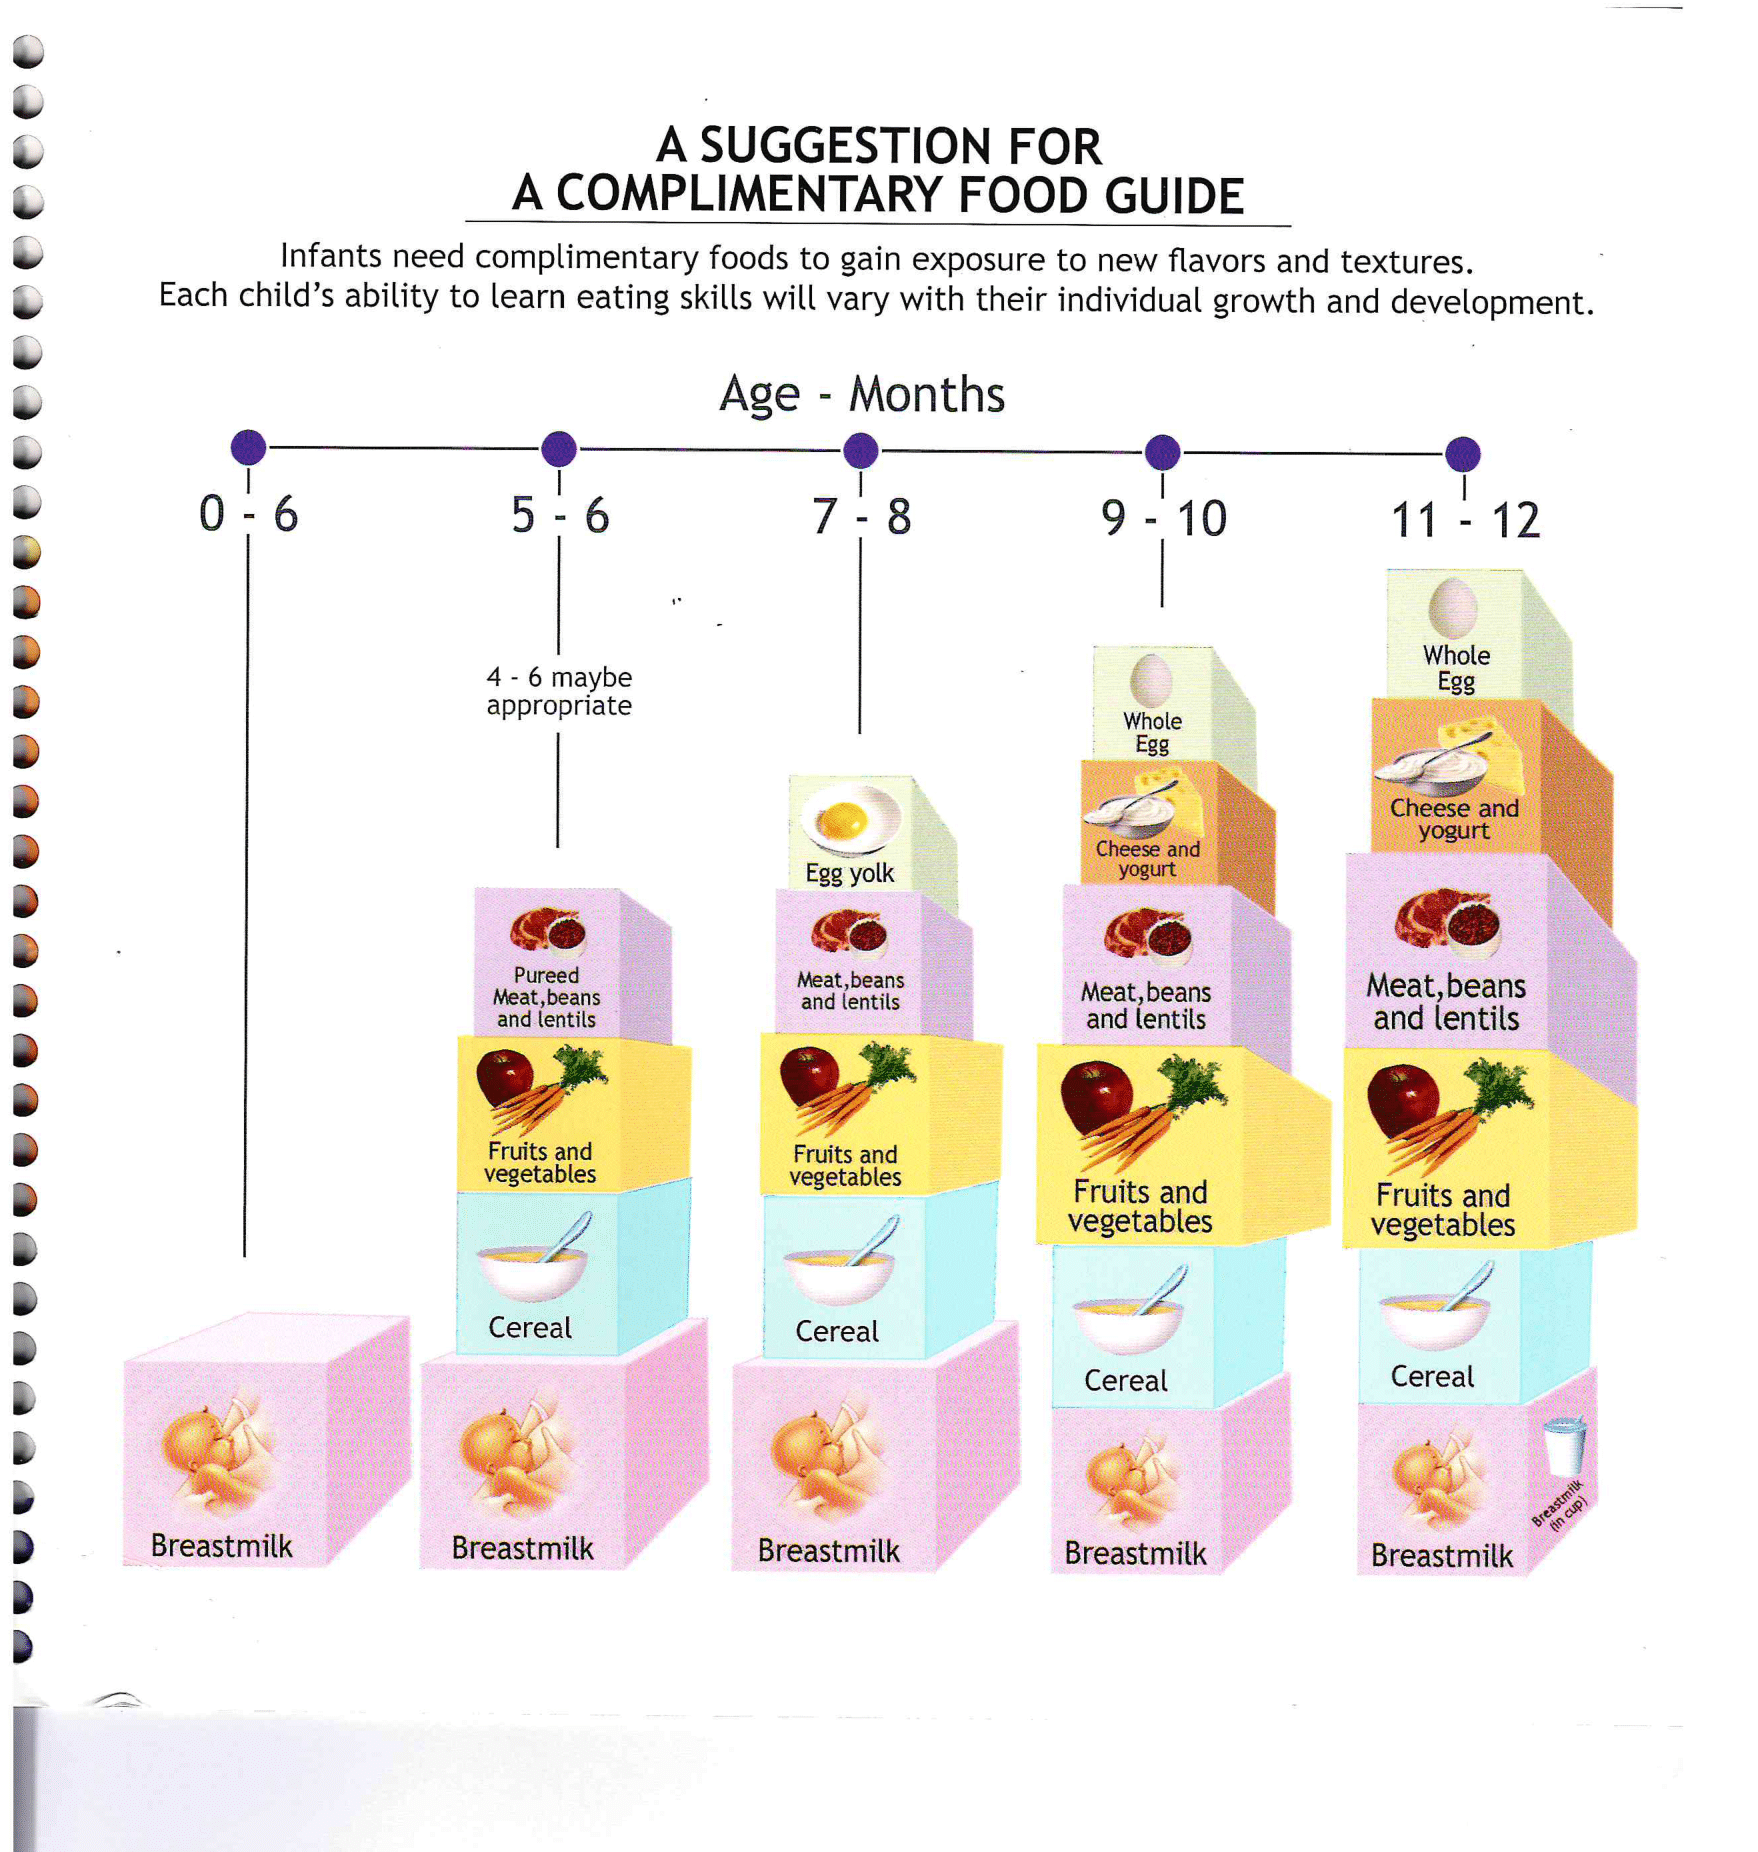 A SUGGESTION FOR
A COMPLIMENTARY FOOD GUIDE
Infants need complimentary foods to gain exposure to new flavors and textures.
Each child's ability to learn eating skills will vary with their individual growth and development.
Age - Months
0 - 6
5 - 6
7 - 8
9 - 10
11 - 12
Breastmilk
4 - 6 maybe
appropriate
Pureed
Meat,beans
and lentils
Fruits and
vegetables
Cereal
Breastmilk
Egg yolk
Meat,beans
and lentils
Fruits and
vegetables
Cereal
Breastmilk
Whole
Egg
Cheese and
yogurt
Meat,beans
and lentils
Fruits and
vegetables
Cereal
Breastmilk
Whole
Egg
Cheese and
yogurt
Meat,beans
and lentils
Fruits and
vegetables
Cereal
Breastmilk
Breastmilk
(in cup)